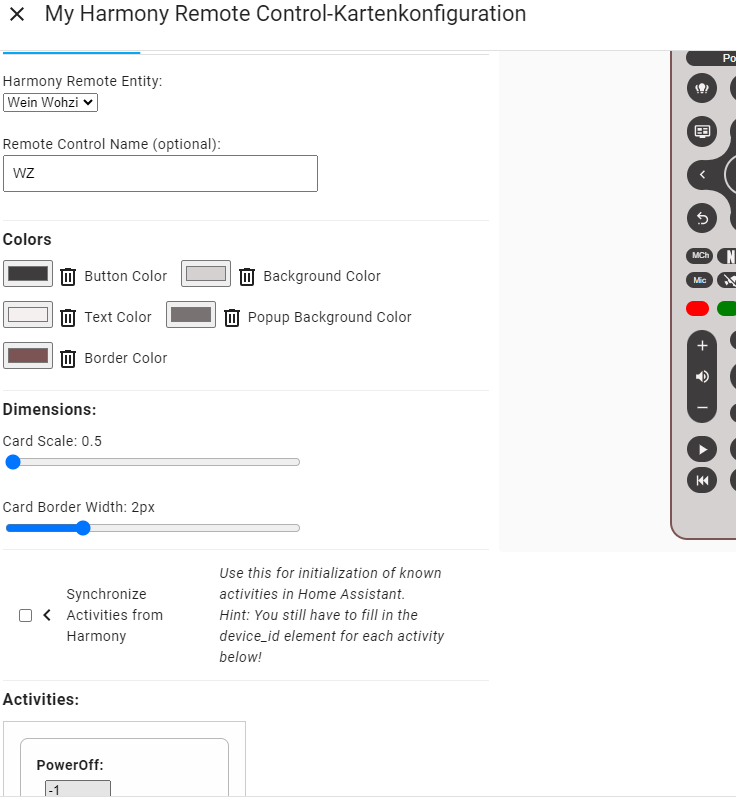 My Harmony Remote Control-Kartenkonfiguration
Harmony Remote Entity:
Wein Wohzi
Remote Control Name (optional):
WZ
Colors
Button Color
Background Color
Text Color
Popup Background Color
Border Color
Dimensions:
Card Scale: 0.5
Card Border Width: 2px
Synchronize
Activities from
Harmony
Use this for initialization of known
activities in Home Assistant.
Hint: You still have to fill in the
device_id element for each activity
below!
Activities:
PowerOff:
-1
Po
MCh
N
Mic